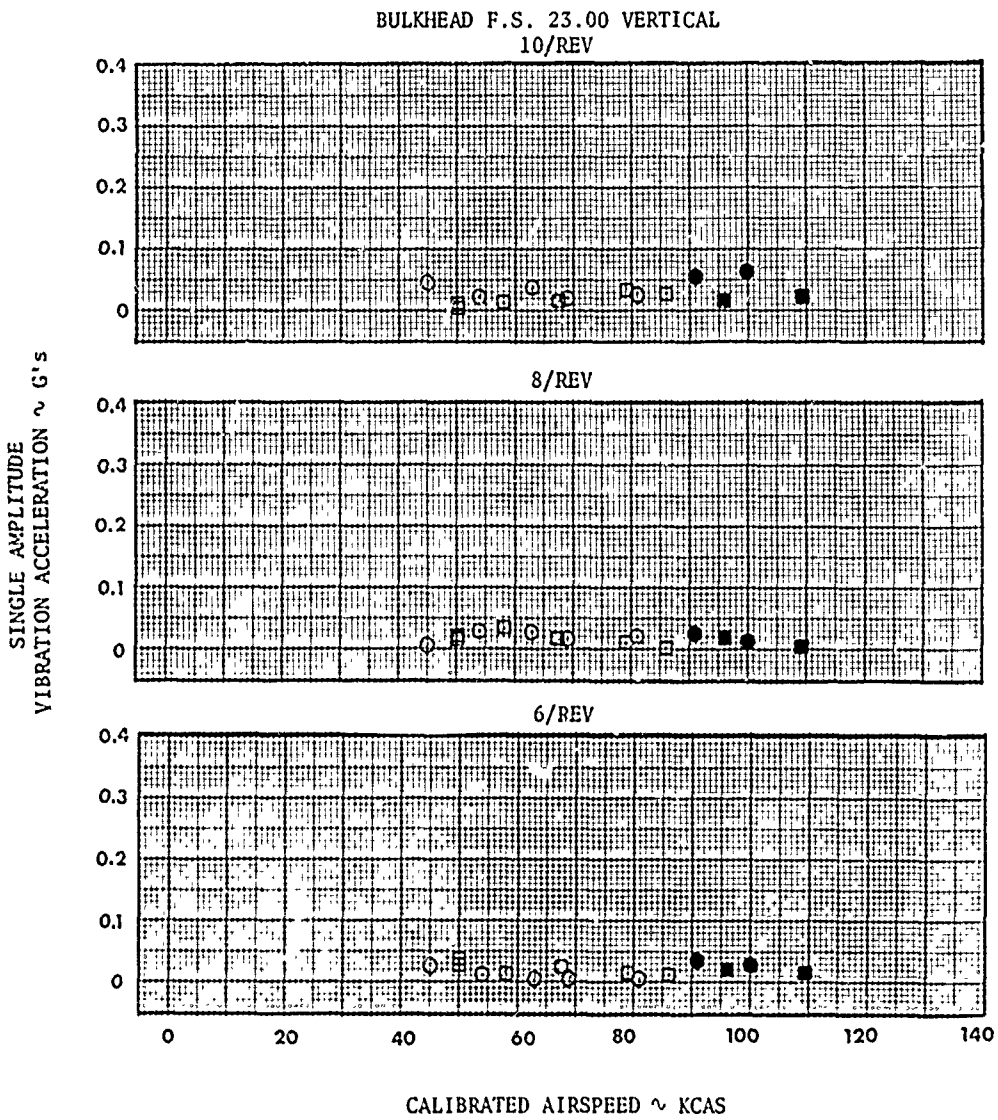 BULKHEAD F.S. 23.00 VERTICAL
10/REV
0.4
0.3
0.2
0.1
0
8/REV
0.4
0.3
0.2
0.1
0
SINGLE AMPLITUDE
VIBRATION ACCELERATION ~ G's
6/REV
0.4
0.3
0.2
0.1
0
0 20 40 60 80 100 120 140
CALIBRATED AIRSPEED ~ KCAS